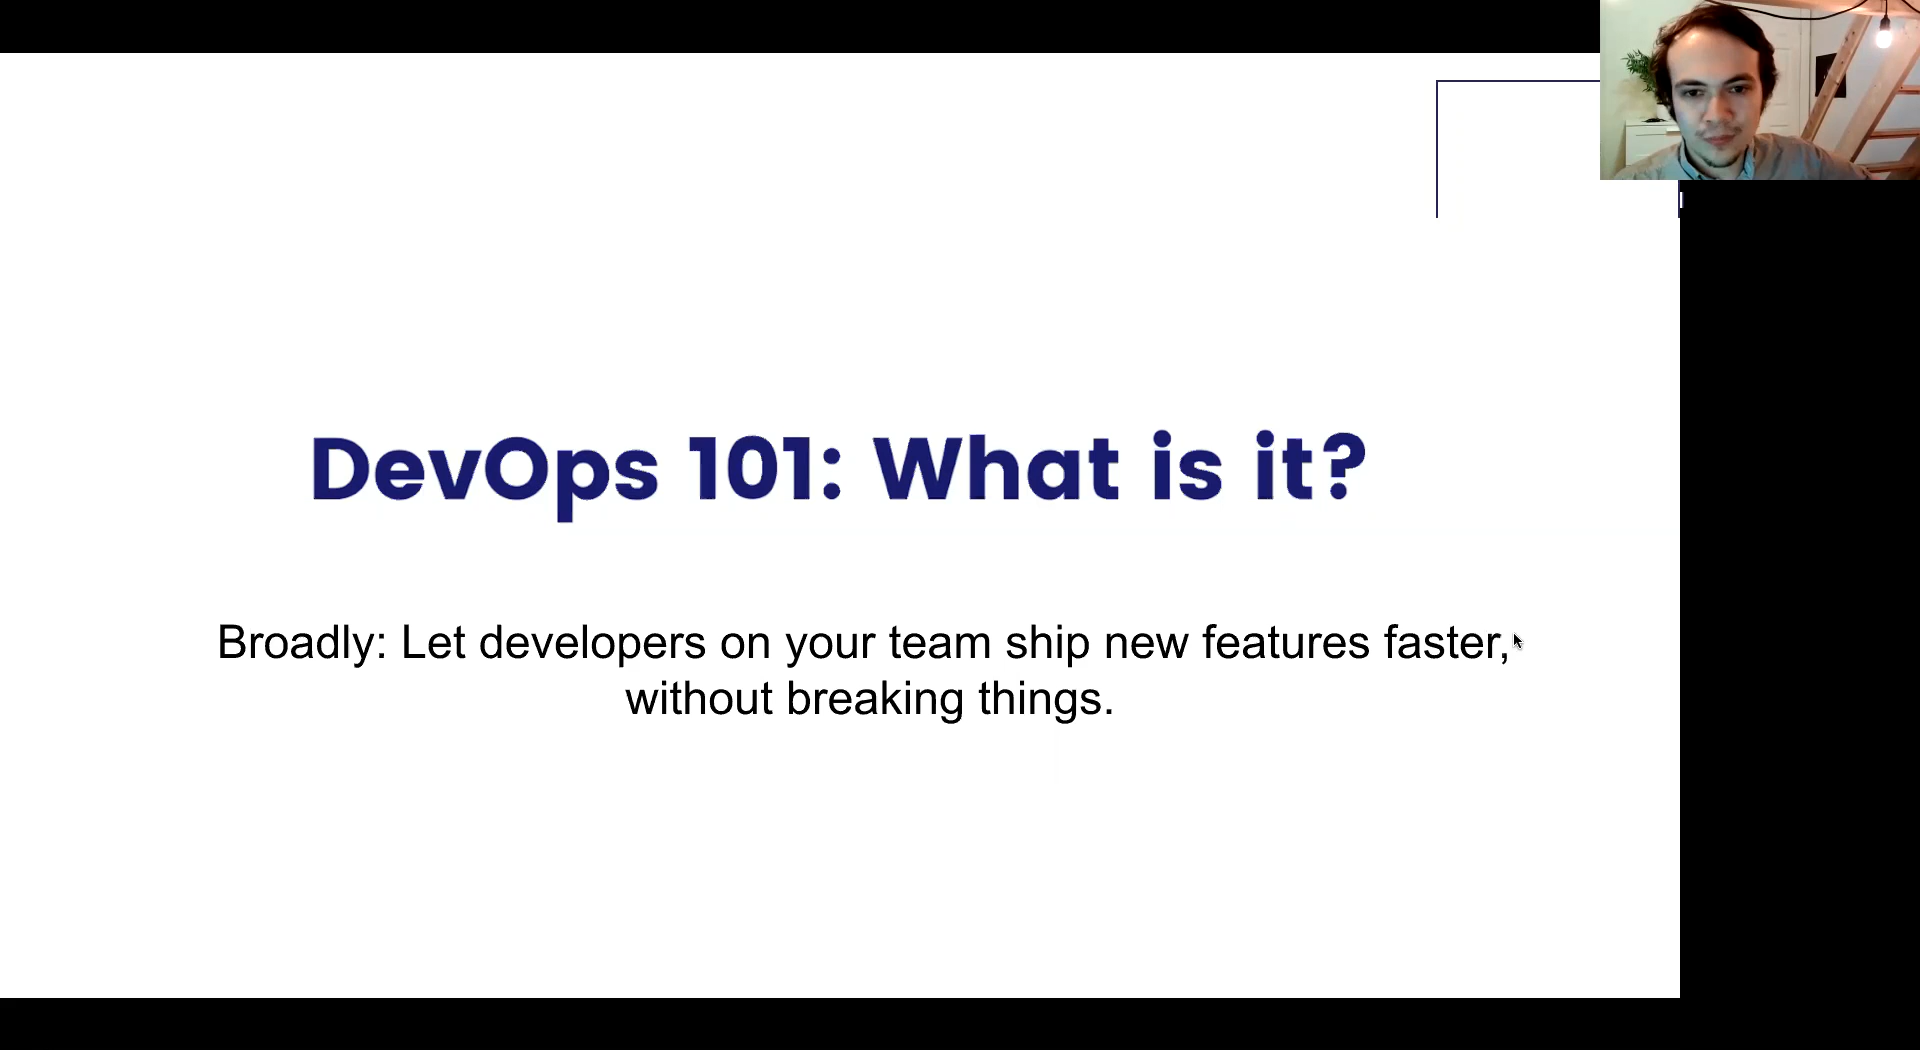 DevOps 101: What is it?
Broadly: Let developers on your team ship new features faster,
without breaking things.